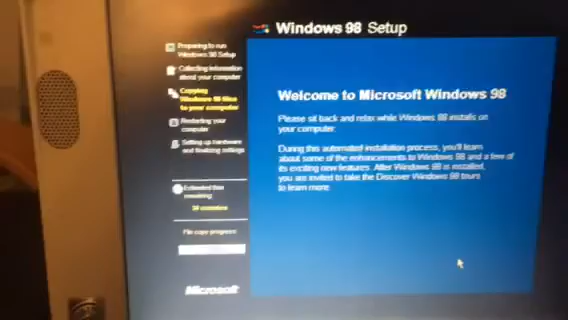 Windows 98 Setup
Preparing to run
Windows 98 Setup
Collecting information
about your computer
Copying
Windows 98 files
to your computer
Restarting your
computer
Setting up hardware
and finalizing settings
Estimated time
remaining:
34 minutes
File copy progress:
Microsoft
Welcome to Microsoft Windows 98
Please sit back and relax while Windows 98 installs on
your computer.
During this automated installation process, you'll learn
about some of the enhancements to Windows 98 and a few of
its exciting new features. After Windows 98 is installed,
you are invited to take the Discover Windows 98 tours
to learn more.